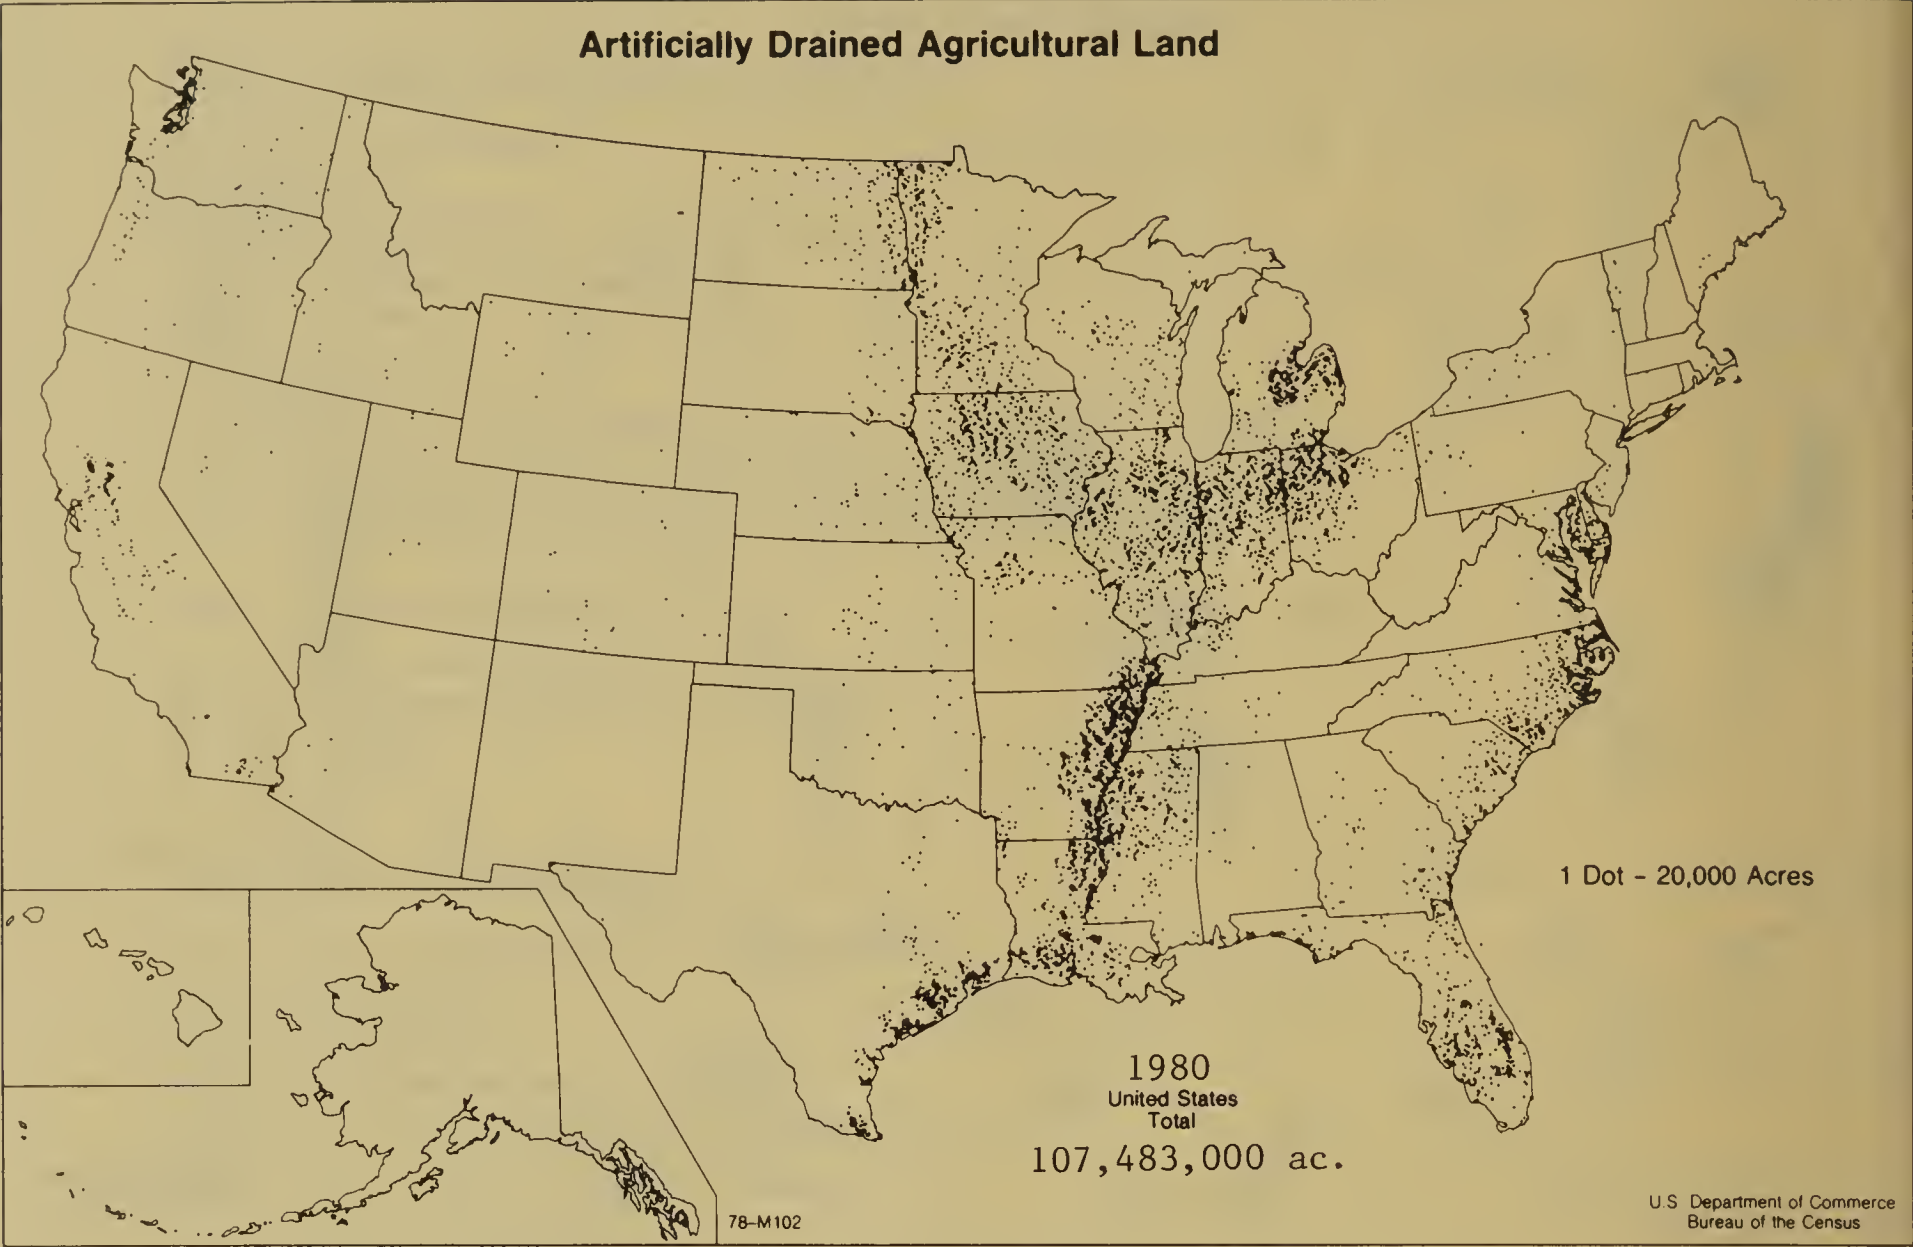 Artificially Drained Agricultural Land
1 Dot - 20,000 Acres
1980
United States
Total
107,483,000 ac.
78-M102
U.S Department of Commerce
Bureau of the Census